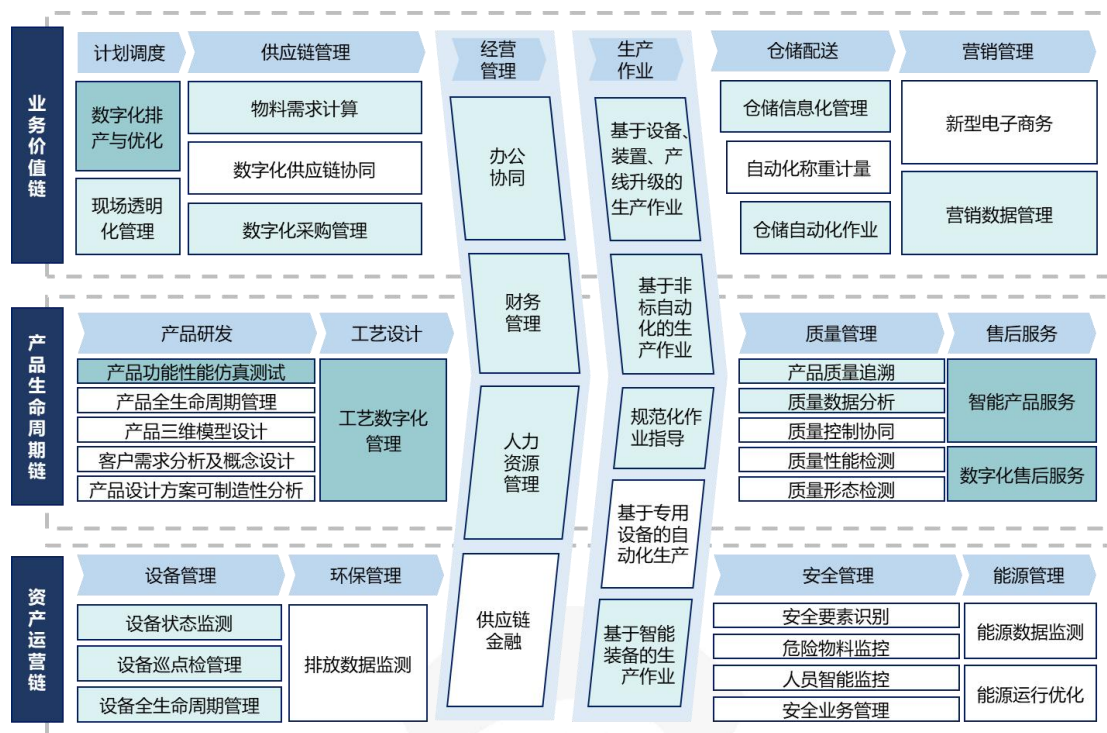 业务价值链
计划调度
数字化排
产与优化
现场透明
化管理
供应链管理
物料需求计算
数字化供应链协同
数字化采购管理
经营
管理
办公
协同
财务
管理
人力
资源
管理
供应链
金融
生产
作业
基于设备、
装置、产
线升级的
生产作业
基于非
标自动
化的生
产作业
规范化作
业指导
基于专用
设备的自
动化生产
基于智能
装备的生
产作业
仓储配送
仓储信息化管理
自动化称重计量
仓储自动化作业
营销管理
新型电子商务
营销数据管理
产品生命周期链
产品研发
产品功能性能仿真测试
产品全生命周期管理
产品三维模型设计
客户需求分析及概念设计
产品设计方案可制造性分析
工艺设计
工艺数字化
管理
质量管理
产品质量追溯
质量数据分析
质量控制协同
质量性能检测
质量形态检测
售后服务
智能产品服务
数字化售后服务
资产运营链
设备管理
设备状态监测
设备巡点检管理
设备全生命周期管理
环保管理
排放数据监测
安全管理
安全要素识别
危险物料监控
人员智能监控
安全业务管理
能源管理
能源数据监测
能源运行优化